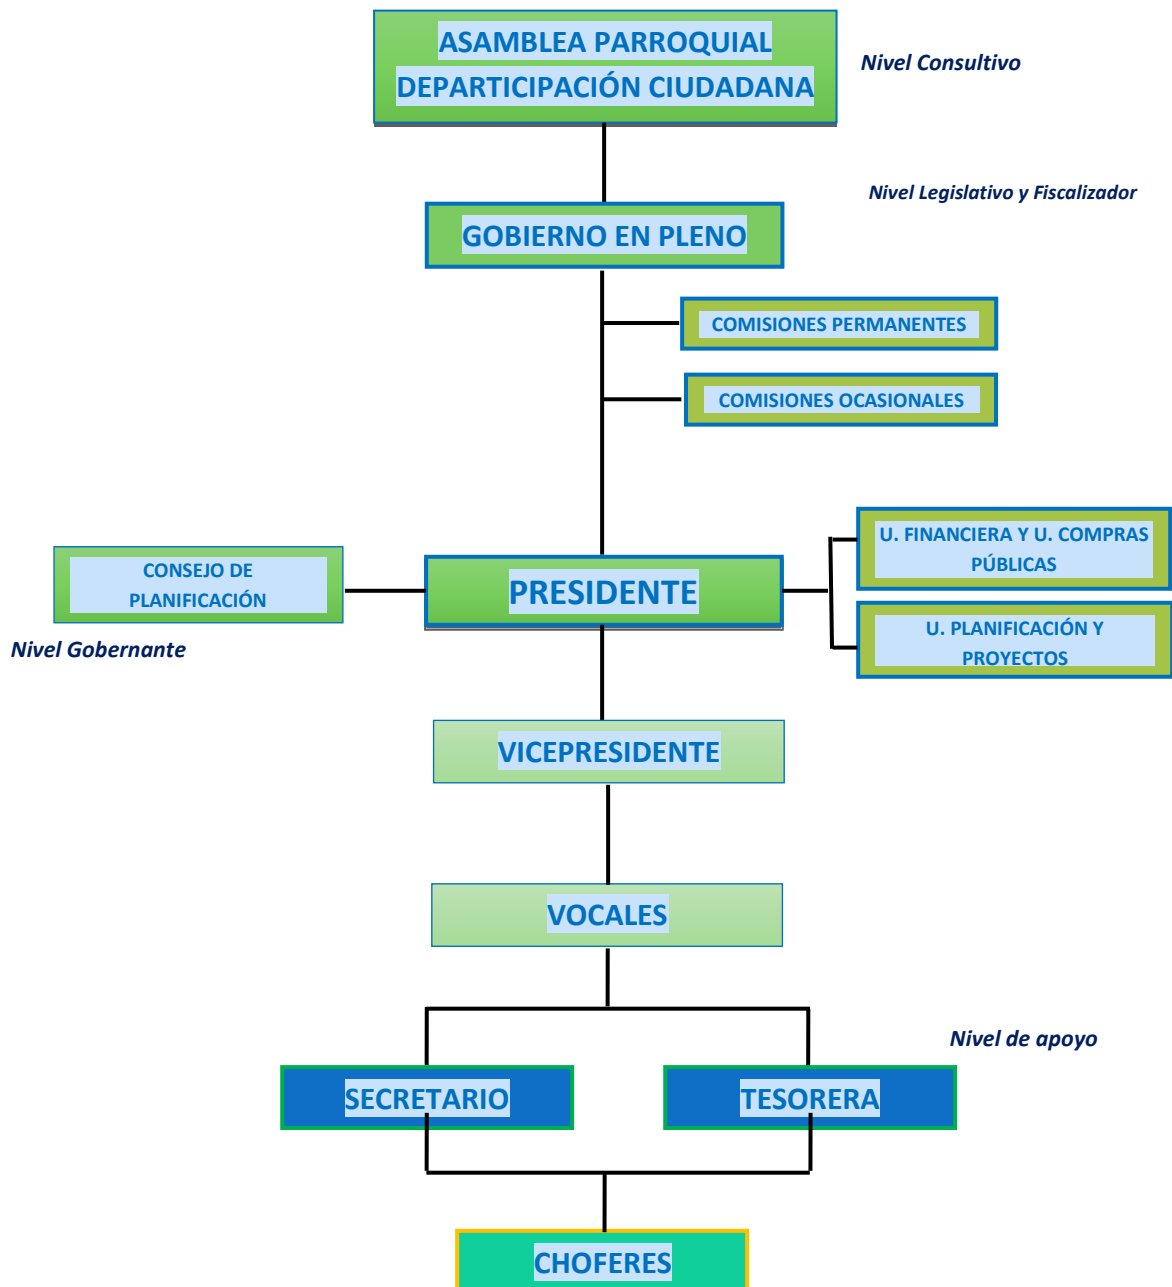 ASAMBLEA PARROQUIAL
DEPARTICIPACIÓN CIUDADANA
Nivel Consultivo
Nivel Legislativo y Fiscalizador
GOBIERNO EN PLENO
COMISIONES PERMANENTES
COMISIONES OCASIONALES
U. FINANCIERA Y U. COMPRAS
PÚBLICAS
CONSEJO DE
PLANIFICACIÓN
PRESIDENTE
U. PLANIFICACIÓN Y
PROYECTOS
Nivel Gobernante
VICEPRESIDENTE
VOCALES
Nivel de apoyo
SECRETARIO
TESORERA
CHOFERES